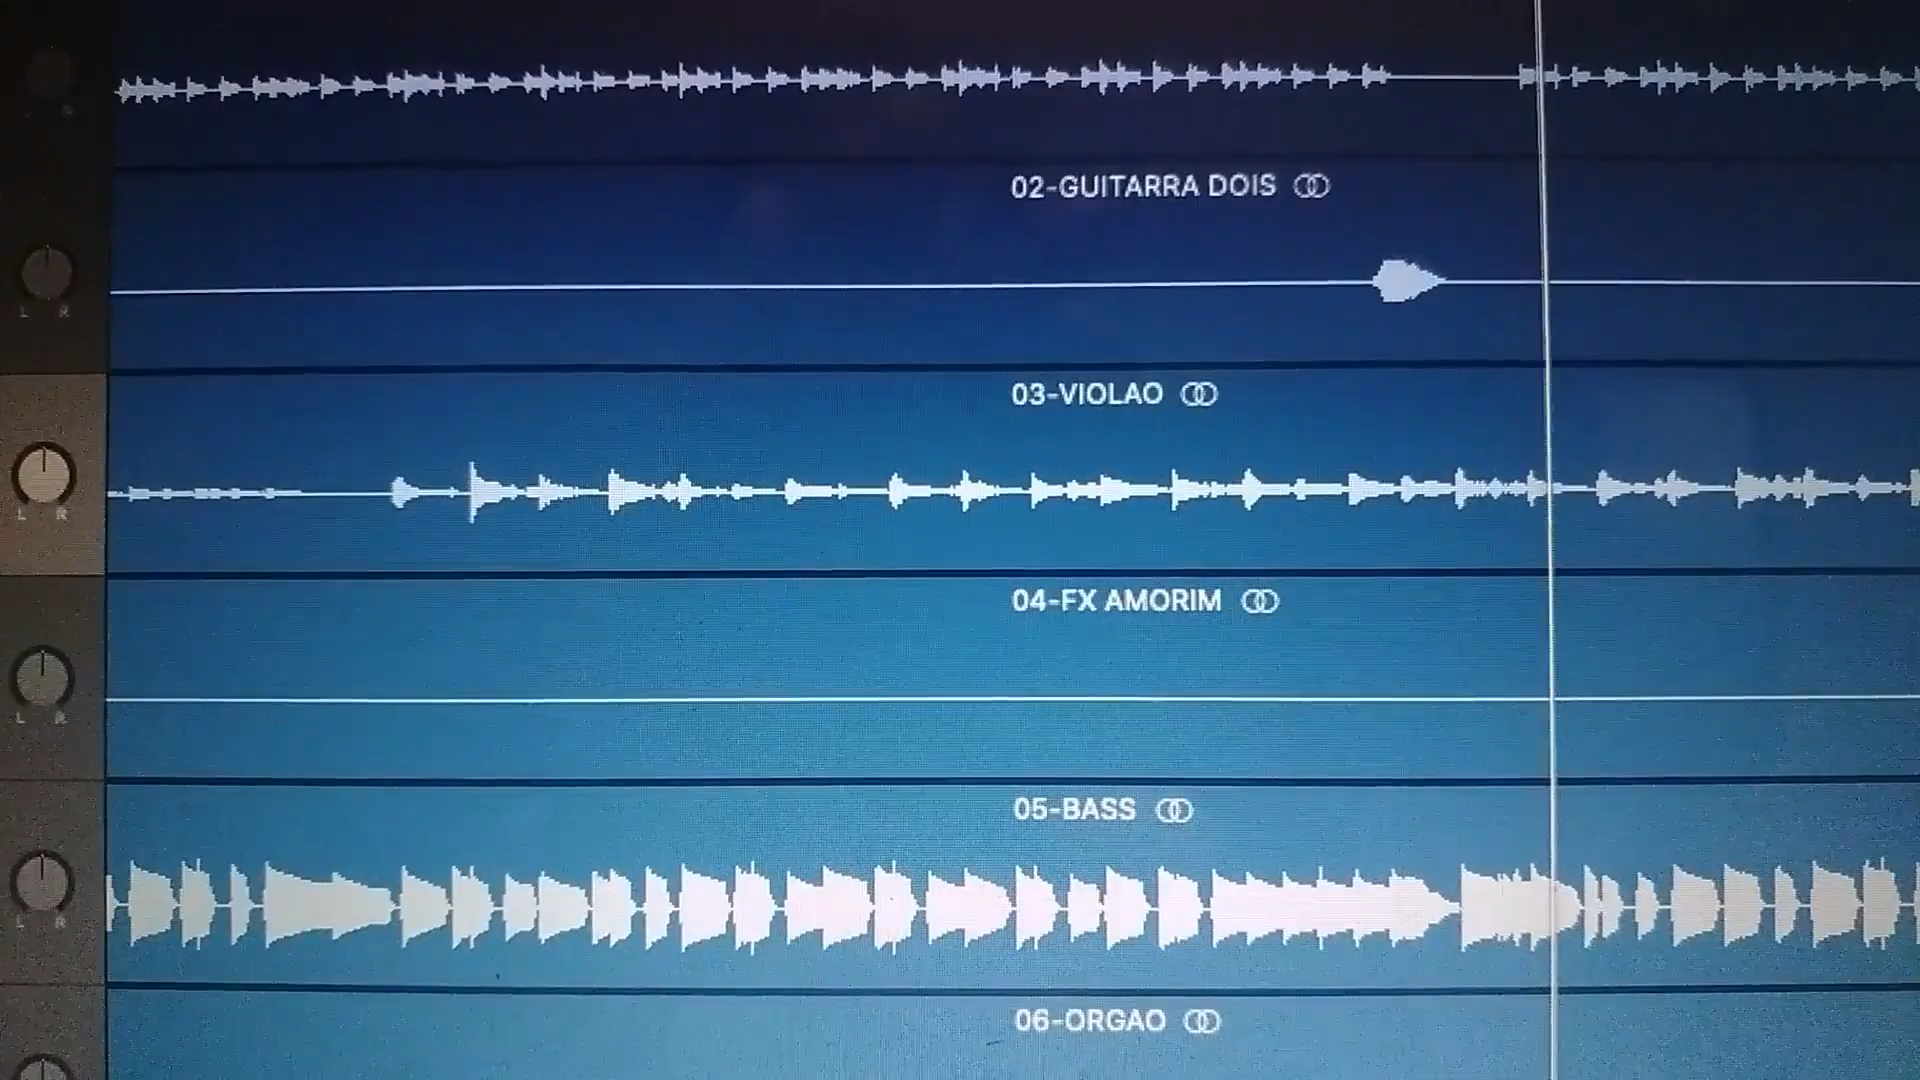 R
02-GUITARRA DOIS
L R
03-VIOLAO
L R
04-FX AMORIM
L R
05-BASS
L R
06-ORGAO